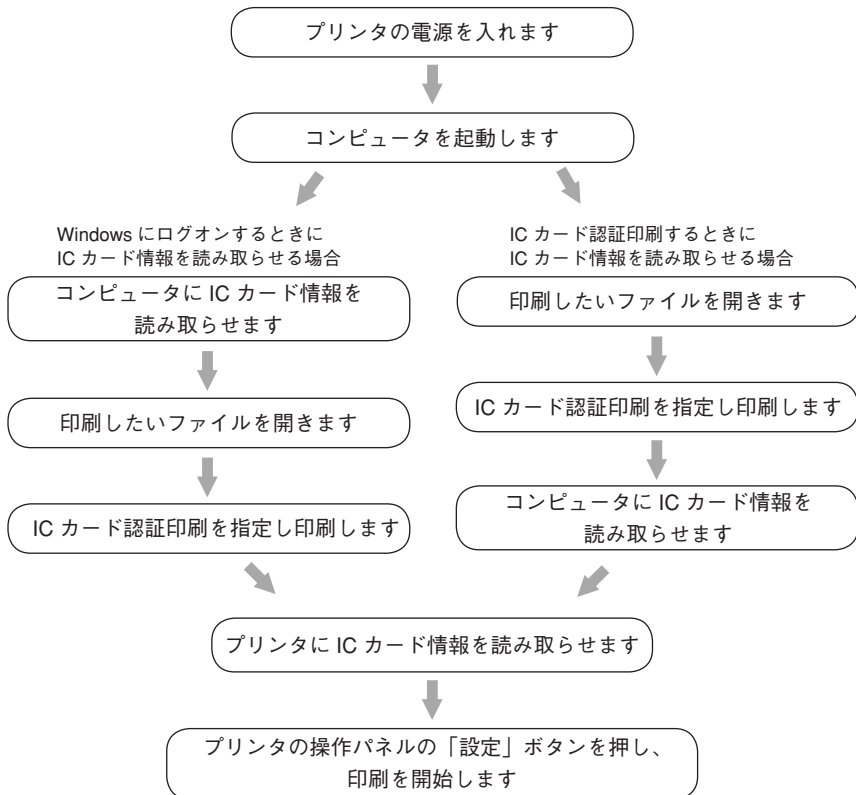 プリンタの電源を入れます
コンピュータを起動します
Windows にログオンするときに
IC カード情報を読み取らせる場合
コンピュータに IC カード情報を
読み取らせます
印刷したいファイルを開きます
IC カード認証印刷を指定し印刷します
IC カード認証印刷するときに
IC カード情報を読み取らせる場合
印刷したいファイルを開きます
IC カード認証印刷を指定し印刷します
コンピュータに IC カード情報を
読み取らせます
プリンタに IC カード情報を読み取らせます
プリンタの操作パネルの「設定」ボタンを押し、
印刷を開始します